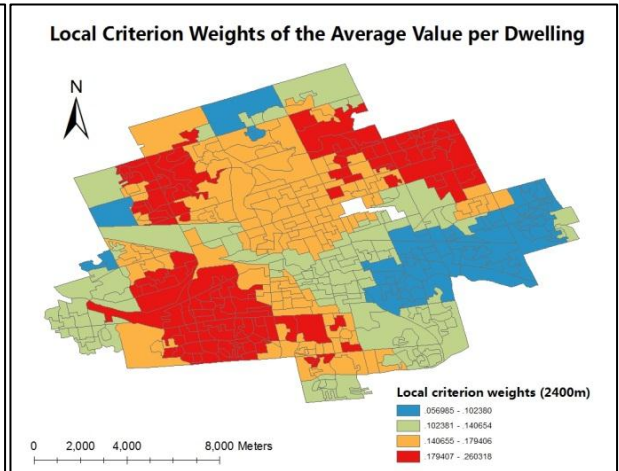 Local Criterion Weights of the Average Value per Dwelling
N
Local criterion weights (2400m)
.056985 - .102380
.102381 - .140654
.140655 - .179406
.179407 - .260318
0 2,000 4,000 8,000 Meters